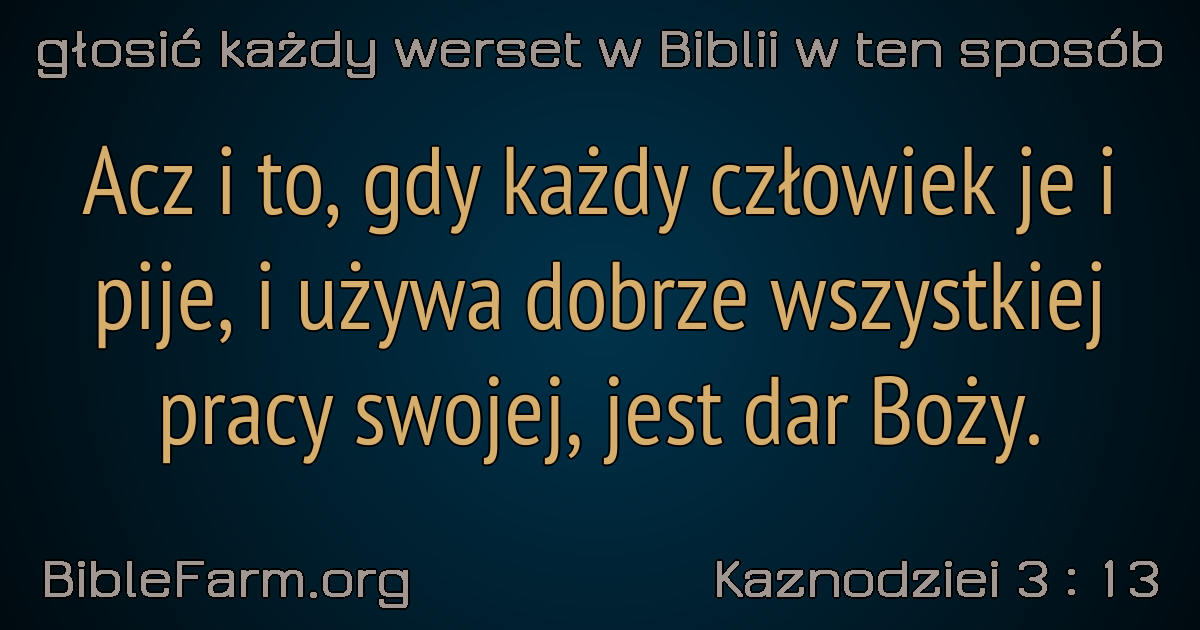 głosić każdy werset w Biblii w ten sposób
Acz i to, gdy każdy człowiek je i
pije, i używa dobrze wszystkiej
pracy swojej, jest dar Boży.
BibleFarm.org
Kaznodziei 3 : 13